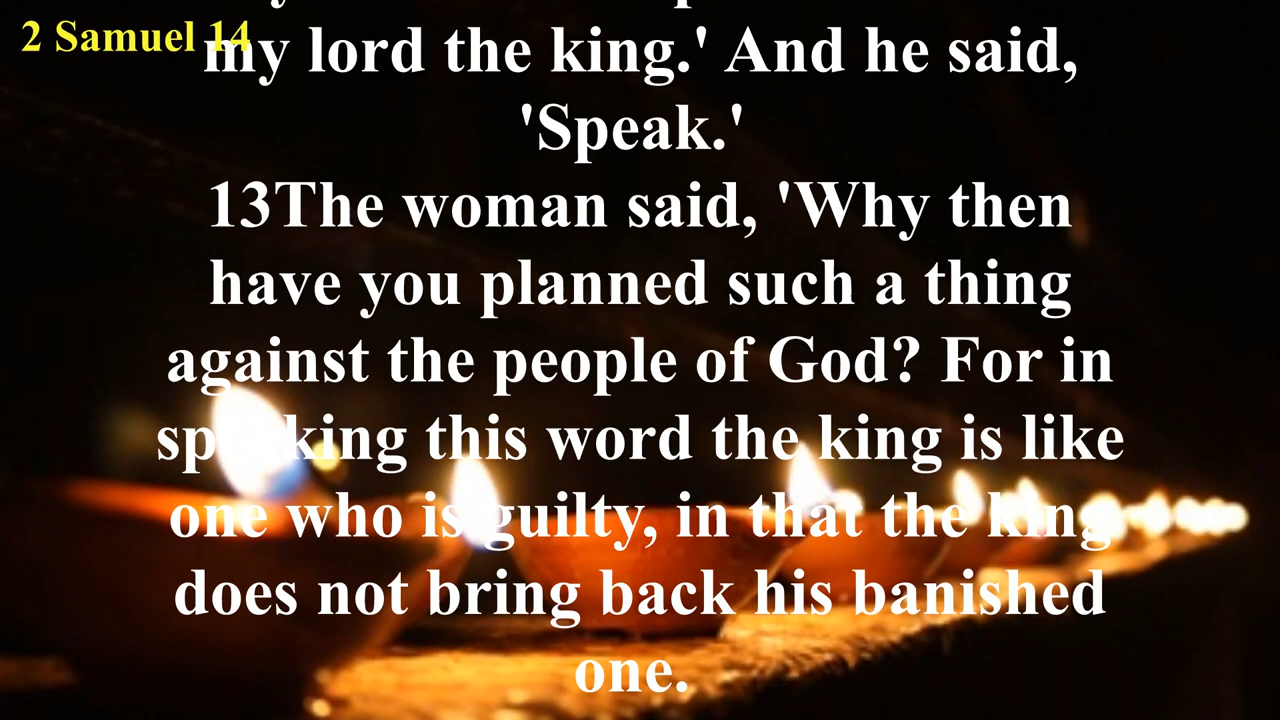 2 Samuel 14
my lord the king.' And he said,
'Speak.'
13The woman said, 'Why then
have you planned such a thing
against the people of God? For in
speaking this word the king is like
one who is guilty, in that the king
does not bring back his banished
one.